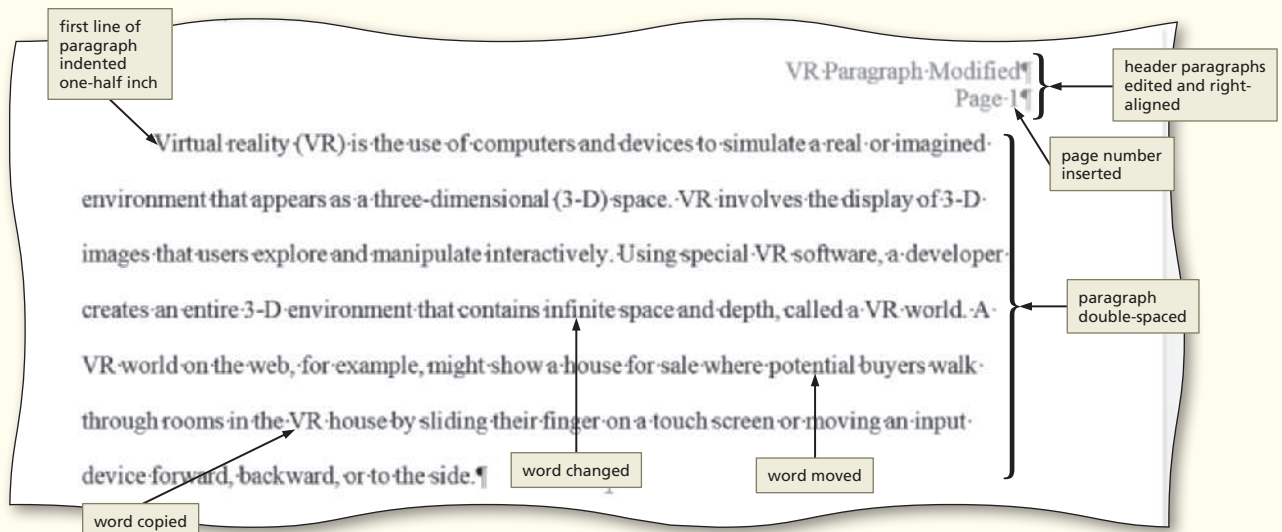 first line of
paragraph
indented
one-half inch
VR·Paragraph·Modified¶
Page·1¶
header paragraphs
edited and right-
aligned
page number
inserted
Virtual·reality·(VR)·is·the·use·of·computers·and·devices·to·simulate·a·real·or·imagined·
environment·that·appears·as·a·three-dimensional·(3-D)·space.·VR·involves·the·display·of·3-D·
images·that·users·explore·and·manipulate·interactively.·Using·special·VR·software,·a·developer·
creates·an·entire·3-D·environment·that·contains·infinite·space·and·depth,·called·a·VR·world.·A·
VR·world·on·the·web,·for·example,·might·show·a·house·for·sale·where·potential·buyers·walk·
through·rooms·in·the·VR·house·by·sliding·their·finger·on·a·touch·screen·or·moving·an·input·
device·forward,·backward,·or·to·the·side.¶
paragraph
double-spaced
word changed
word moved
word copied